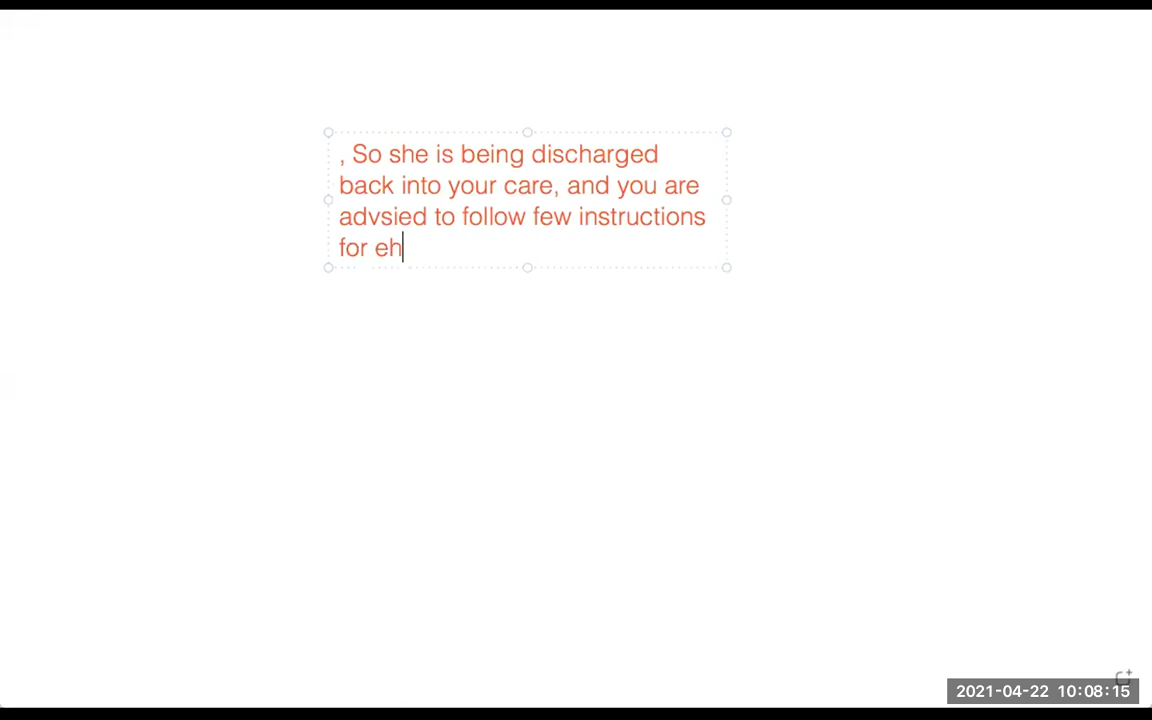 , So she is being discharged
back into your care, and you are
advsied to follow few instructions
for eh
2021-04-22 10:08:15